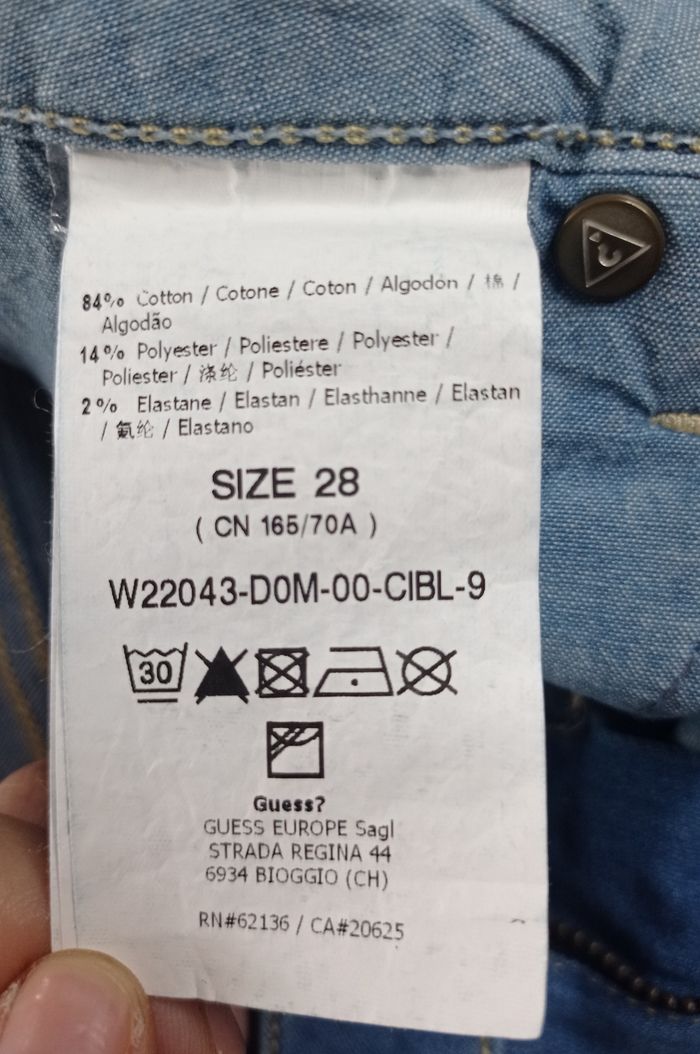 84% Cotton / Cotone / Coton / Algodón / 棉 /
Algodão
14% Polyester / Poliestere / Polyester /
Poliester / 涤纶 / Poliéster
2% Elastane / Elastan / Elasthanne / Elastan
/ 氨纶 / Elastano
SIZE 28
( CN 165/70A )
W22043-D0M-00-CIBL-9
30
Guess?
GUESS EUROPE Sagl
STRADA REGINA 44
6934 BIOGGIO (CH)
RN#62136 / CA#20625
?